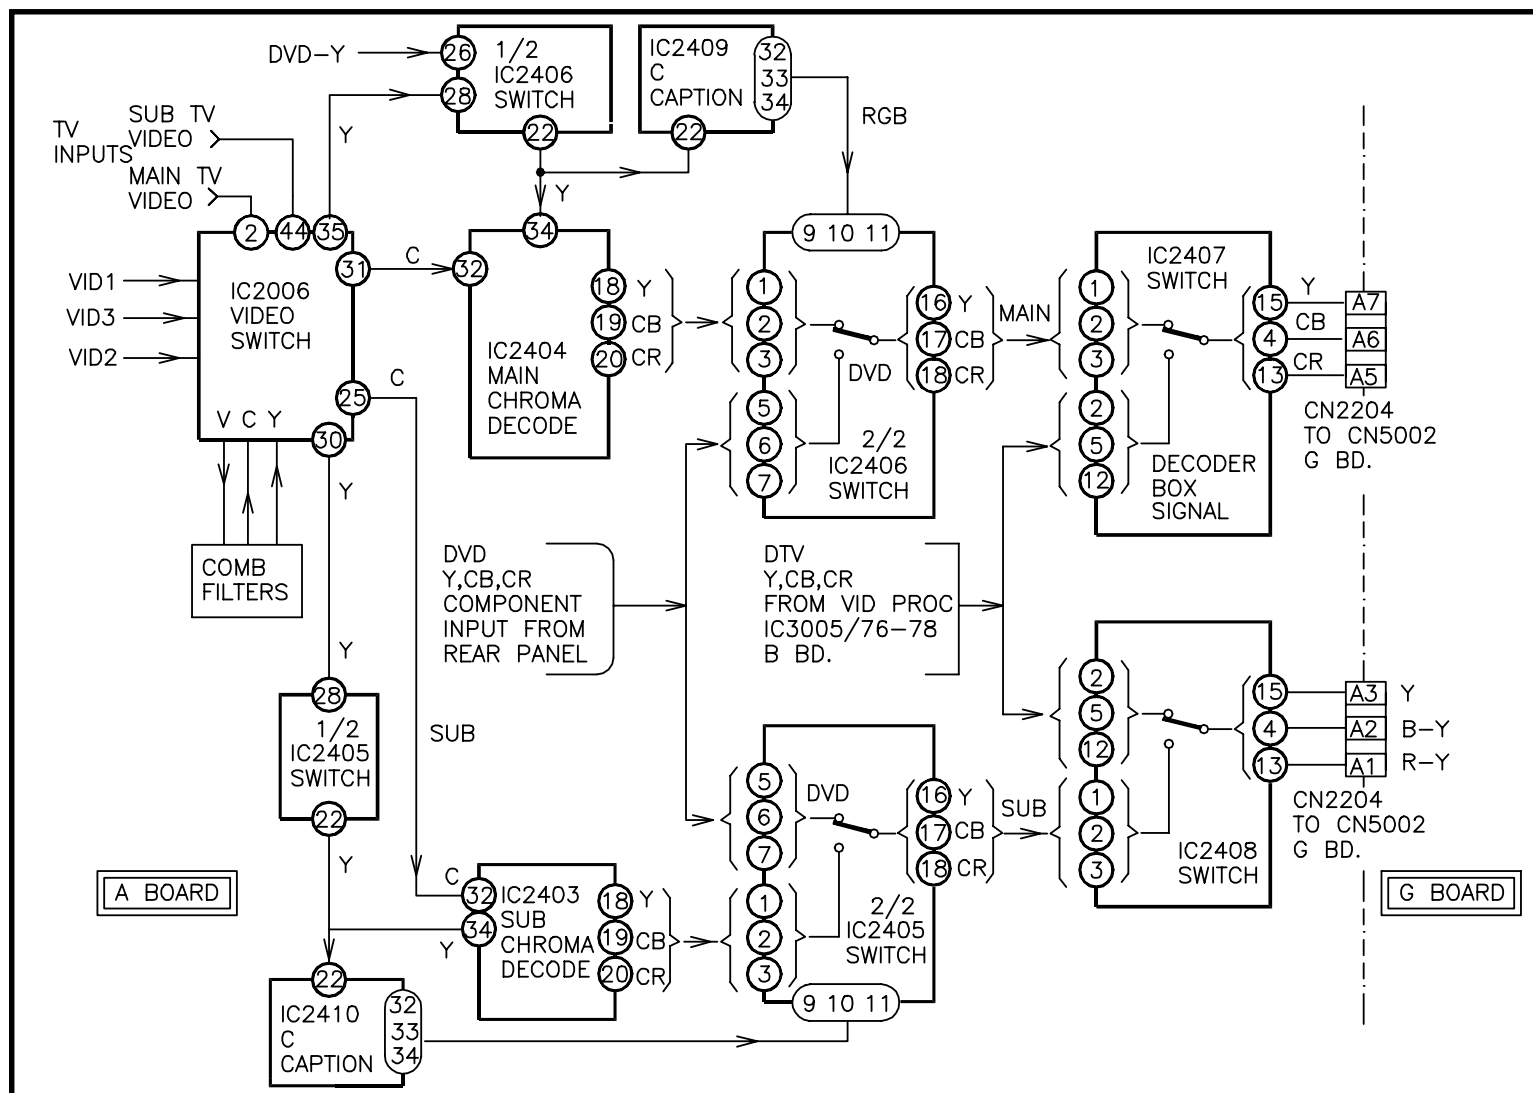 DVD-Y
26
28
1/2
IC2406
SWITCH
22
IC2409
C
CAPTION
32
33
34
22
RGB
TV
INPUTS
SUB TV
VIDEO
MAIN TV
VIDEO
Y
Y
2
44
35
31
25
30
VID1
VID3
VID2
IC2006
VIDEO
SWITCH
V C Y
COMB
FILTERS
C
C
Y
34
32
18 Y
19 CB
20 CR
IC2404
MAIN
CHROMA
DECODE
9 10 11
1
2
3
5
6
7
DVD
16 Y
17 CB
18 CR
2/2
IC2406
SWITCH
MAIN
IC2407
SWITCH
1
2
3
2
5
12
15
4
13
DECODER
BOX
SIGNAL
Y
CB
CR
A7
A6
A5
CN2204
TO CN5002
G BD.
DVD
Y,CB,CR
COMPONENT
INPUT FROM
REAR PANEL
DTV
Y,CB,CR
FROM VID PROC
IC3005/76-78
B BD.
Y
28
1/2
IC2405
SWITCH
22
Y
SUB
A BOARD
22
IC2410
C
CAPTION
32
33
34
C
32
34
Y
IC2403
SUB
CHROMA
DECODE
18 Y
19 CB
20 CR
5
6
7
1
2
3
DVD
16 Y
17 CB
18 CR
2/2
IC2405
SWITCH
9 10 11
SUB
2
5
12
1
2
3
15
4
13
IC2408
SWITCH
A3 Y
A2 B-Y
A1 R-Y
CN2204
TO CN5002
G BD.
G BOARD